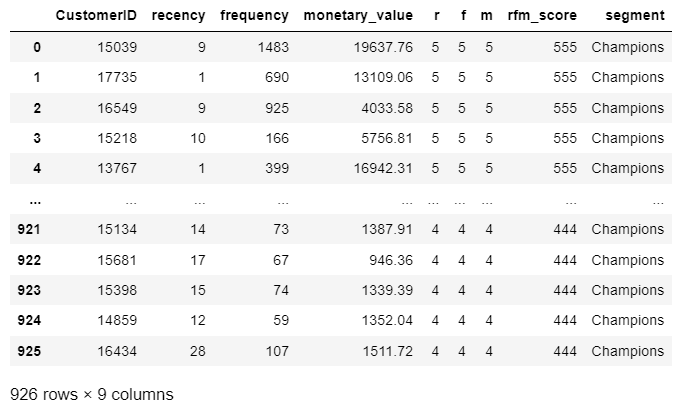 CustomerID recency frequency monetary_value r f m rfm_score segment
0 15039 9 1483 19637.76 5 5 5 555 Champions
1 17735 1 690 13109.06 5 5 5 555 Champions
2 16549 9 925 4033.58 5 5 5 555 Champions
3 15218 10 166 5756.81 5 5 5 555 Champions
4 13767 1 399 16942.31 5 5 5 555 Champions
... ... ... ... ... ... ... ... ... ...
921 15134 14 73 1387.91 4 4 4 444 Champions
922 15681 17 67 946.36 4 4 4 444 Champions
923 15398 15 74 1339.39 4 4 4 444 Champions
924 14859 12 59 1352.04 4 4 4 444 Champions
925 16434 28 107 1511.72 4 4 4 444 Champions
926 rows × 9 columns